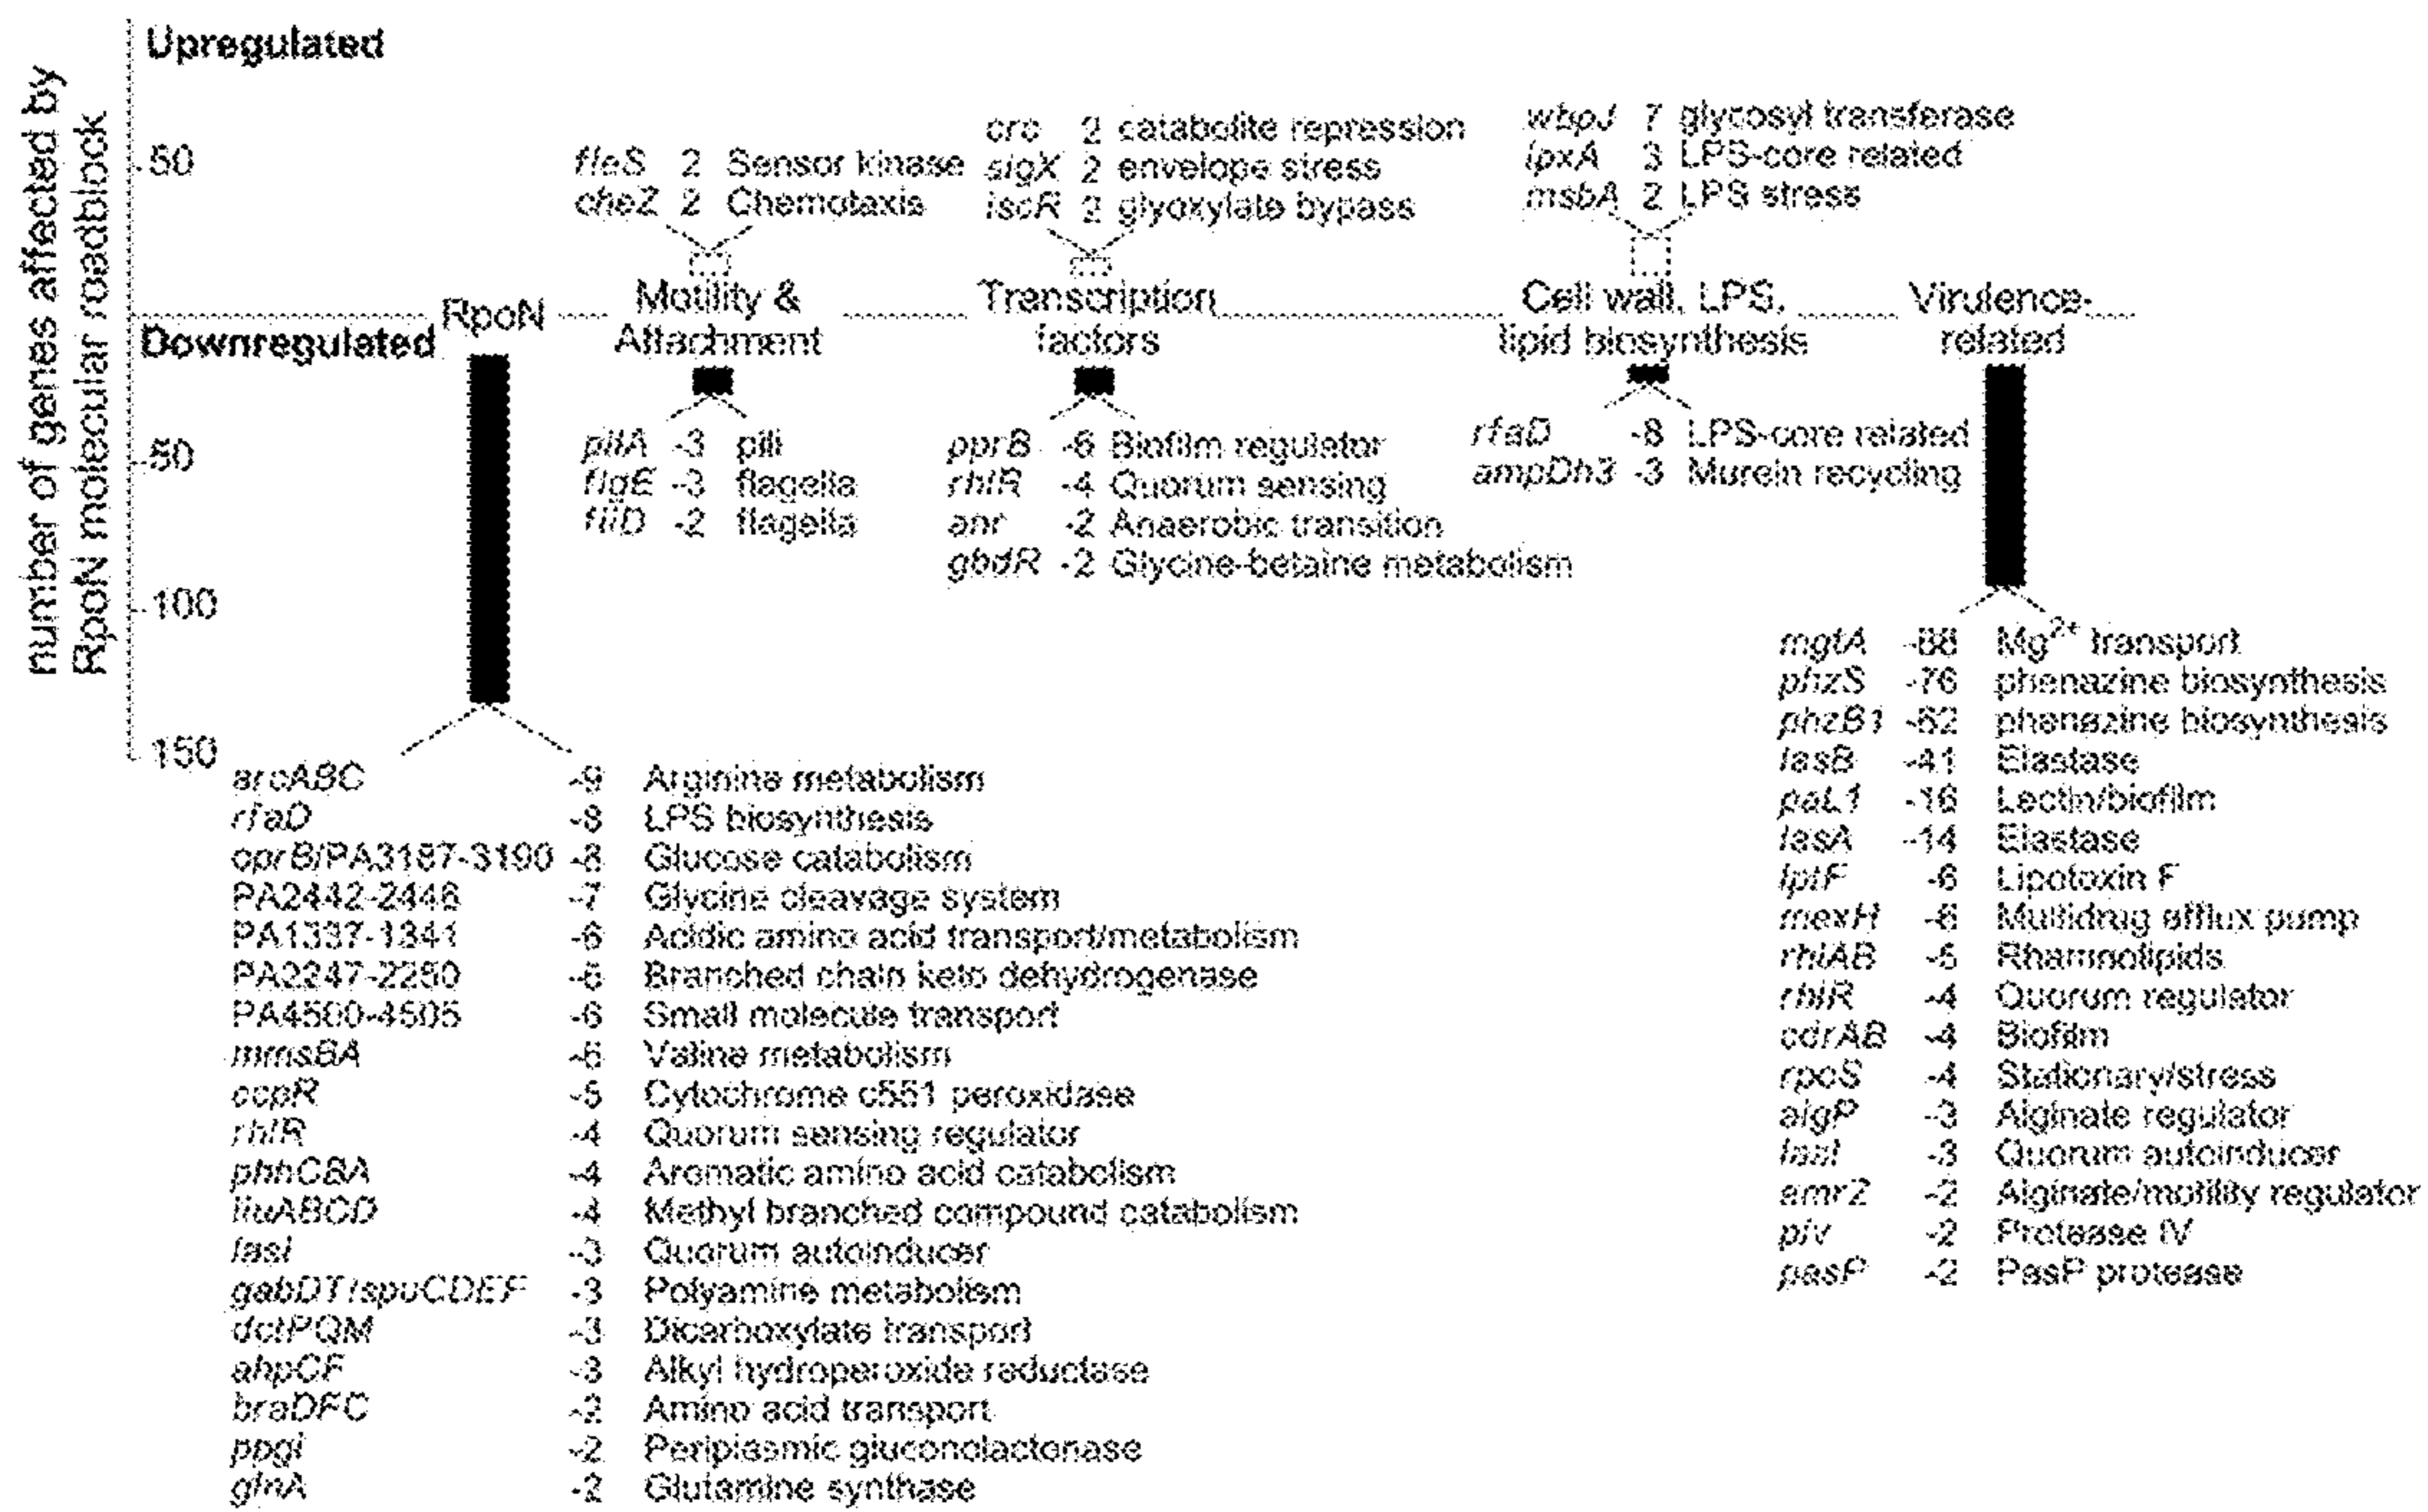 number of genes affected by
RpoN molecular roadblock
Upregulated
50
fleS 2 Sensor kinase
cheZ 2 Chemotaxis
crc 2 catabolite repression
sigX 2 envelope stress
iscR 2 glyoxylate bypass
wbpJ 7 glycosyl transferase
lpxA 3 LPS-core related
msbA 2 LPS stress
RpoN
Motility &
Attachment
Transcription
factors
Cell wall, LPS,
lipid biosynthesis
Virulence-
related
Downregulated
50
100
150
pilA -3 pili
flgE -3 flagella
fliD -2 flagella
pprB -6 Biofilm regulator
rhlR -4 Quorum sensing
anr -2 Anaerobic transition
gbdR -2 Glycine-betaine metabolism
rfaD -8 LPS-core related
ampDh3 -3 Murein recycling
arcABC -9 Arginine metabolism
rfaD -8 LPS biosynthesis
oprB/PA3187-3190 -8 Glucose catabolism
-7 Glycine cleavage system
PA1337-1341 -6 Acidic amino acid transport/metabolism
PA2247-2250 Branched chain keto dehydrogenase
PA4500-4505 -6 Small molecule transport
mmsBA Valine metabolism
ccpR -5 Cytochrome c551 peroxidase
rhlR -4 Quorum sensing regulator
phhCBA -4 Aromatic amino acid catabolism
liuABCD -4 Methyl branched compound catabolism
lasI -3 Quorum autoinducer
gabDT/spuCDEF -3 Polyamine metabolism
dctPQM -3 Dicarboxylate transport
ahpCF -3 Alkyl hydroperoxide reductase
braDFC -2 Amino acid transport
ppgl -2 Periplasmic gluconolactonase
glnA -2 Glutamine synthase
mgtA -88 Mg2+ transport
phzS -76 phenazine biosynthesis
phzB1 phenazine biosynthesis
lasB -41 Elastase
paL1 -16 Lectin/biofilm
lasA -14 Elastase
lptF -6 Lipotoxin F
mexH -6 Multidrug efflux pump
rhlAB -5 Rhamnolipids
rhlR -4 Quorum regulator
cdrAB -4 Biofilm
rpoS -4 Stationary/stress
algP -3 Alginate regulator
lasI -3 Quorum autoinducer
amrZ -2 Alginate/motility regulator
piv -2 Protease IV
pasP -2 PasP protease